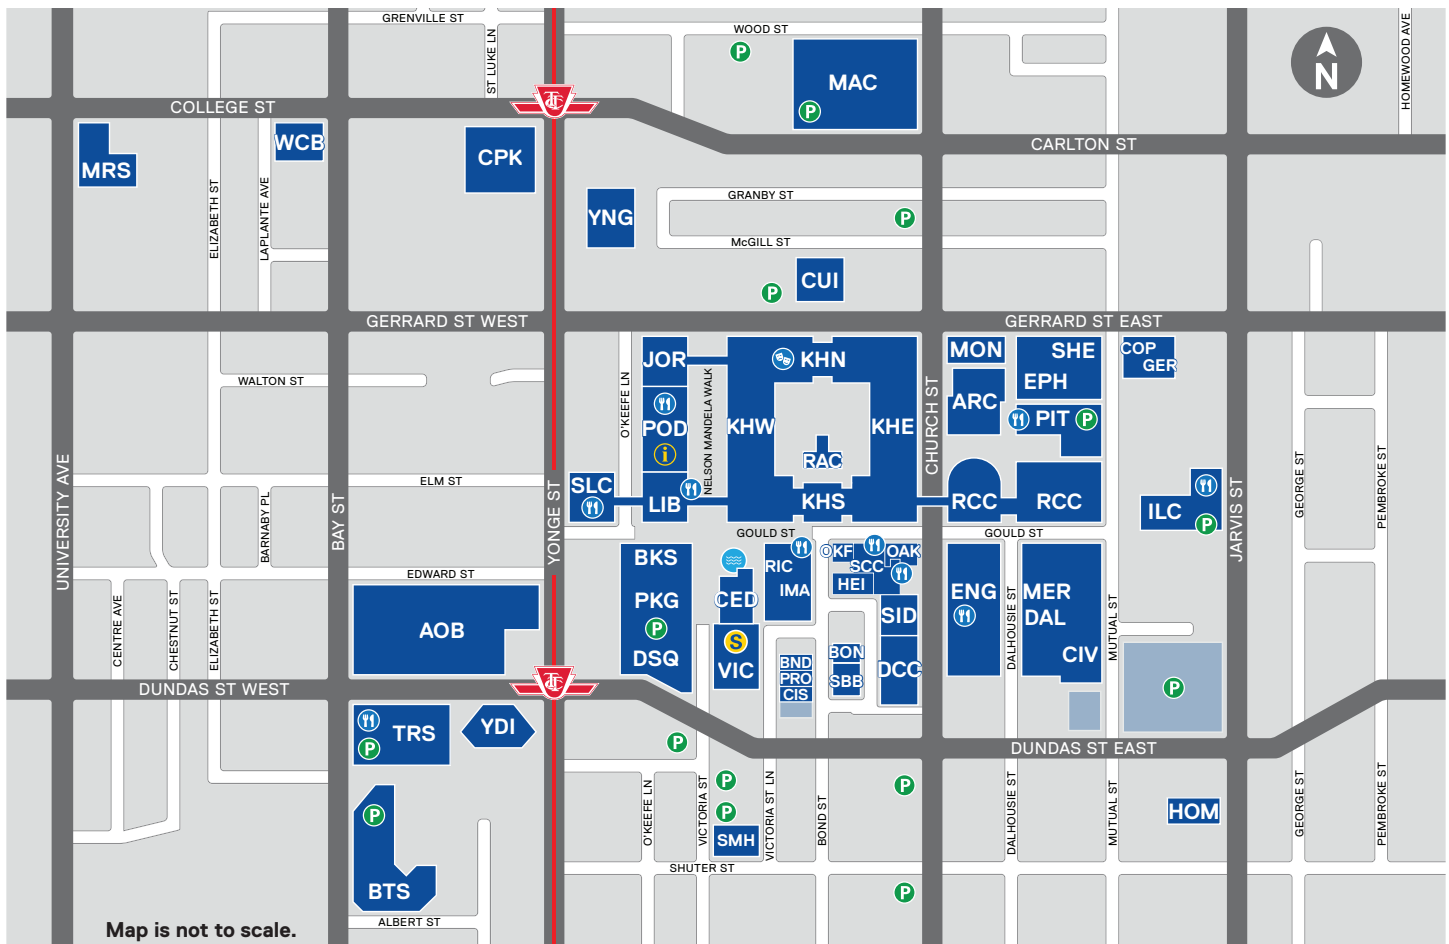 GRENVILLE ST
ST LUKE LN
WOOD ST
P
MAC
P
N
HOMEWOOD AVE
COLLEGE ST
TTC
CARLTON ST
MRS
WCB
CPK
ELIZABETH ST
LAPLANTE AVE
YNG
GRANBY ST
P
McGILL ST
CUI
P
GERRARD ST WEST
GERRARD ST EAST
JOR
KHN
MON
SHE
EPH
COP
GER
WALTON ST
O'KEEFE LN
NELSON MANDELA WALK
POD
i
KHW
KHE
ARC
PIT
P
CHURCH ST
RAC
UNIVERSITY AVE
BAY ST
YONGE ST
JARVIS ST
GEORGE ST
PEMBROKE ST
ELM ST
BARNABY PL
SLC
LIB
KHS
RCC
RCC
ILC
P
GOULD ST
GOULD ST
BKS
PKG
P
DSQ
CED
RIC
IMA
OKF
SCC
OAK
HEI
SID
ENG
DALHOUSIE ST
MER
DAL
CIV
MUTUAL ST
EDWARD ST
AOB
CENTRE AVE
CHESTNUT ST
ELIZABETH ST
S
VIC
BND
PRO
CIS
BON
SBB
DCC
P
DUNDAS ST WEST
TTC
DUNDAS ST EAST
TRS
P
YDI
P
P
P
P
BTS
SMH
O'KEEFE LN
VICTORIA ST
VICTORIA ST LN
BOND ST
P
DALHOUSIE ST
MUTUAL ST
HOM
GEORGE ST
PEMBROKE ST
SHUTER ST
P
ALBERT ST
Map is not to scale.